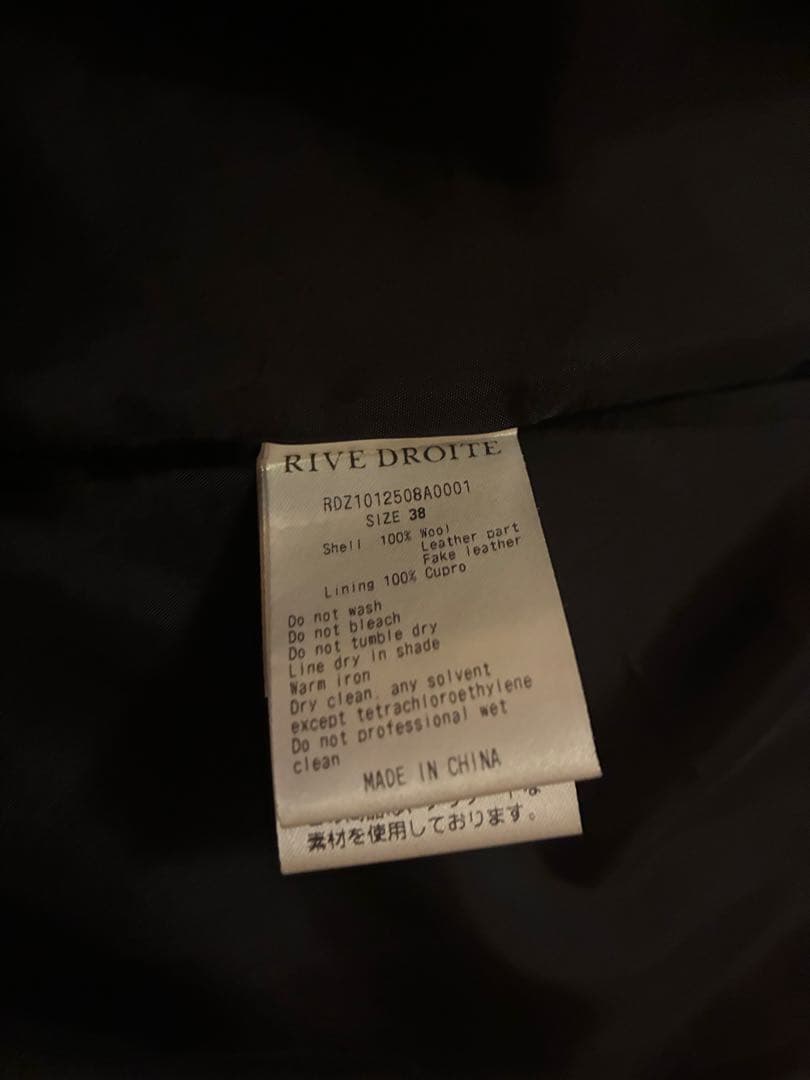 RIVE DROITE
RDZ1012508A0001
SIZE 38
Shell 100% Wool
Leather part
Fake leather
Lining 100% Cupro
Do not wash
Do not bleach
Do not tumble dry
Line dry in shade
Warm iron
Dry clean, any solvent
except tetrachloroethylene
Do not professional wet
clean
MADE IN CHINA
素材を使用しております。